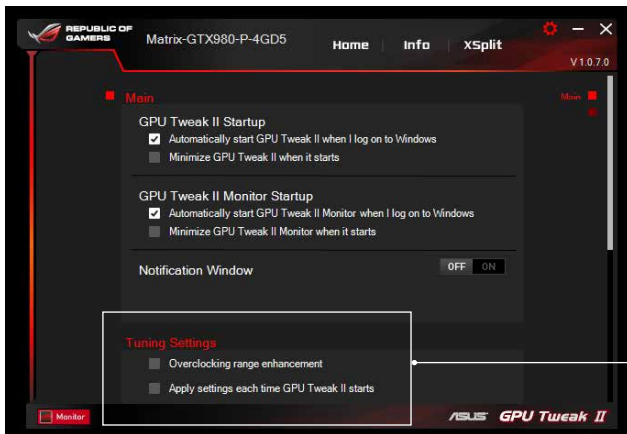 REPUBLIC OF
GAMERS
Matrix-GTX980-P-4GD5
Home Info XSplit
V 1.0.7.0
Main
Main
GPU Tweak II Startup
Automatically start GPU Tweak II when I log on to Windows
Minimize GPU Tweak II when it starts
GPU Tweak II Monitor Startup
Automatically start GPU Tweak II Monitor when I log on to Windows
Minimize GPU Tweak II Monitor when it starts
Notification Window OFF ON
Tuning Settings
Overclocking range enhancement
Apply settings each time GPU Tweak II starts
Monitor
ASUS GPU Tweak II